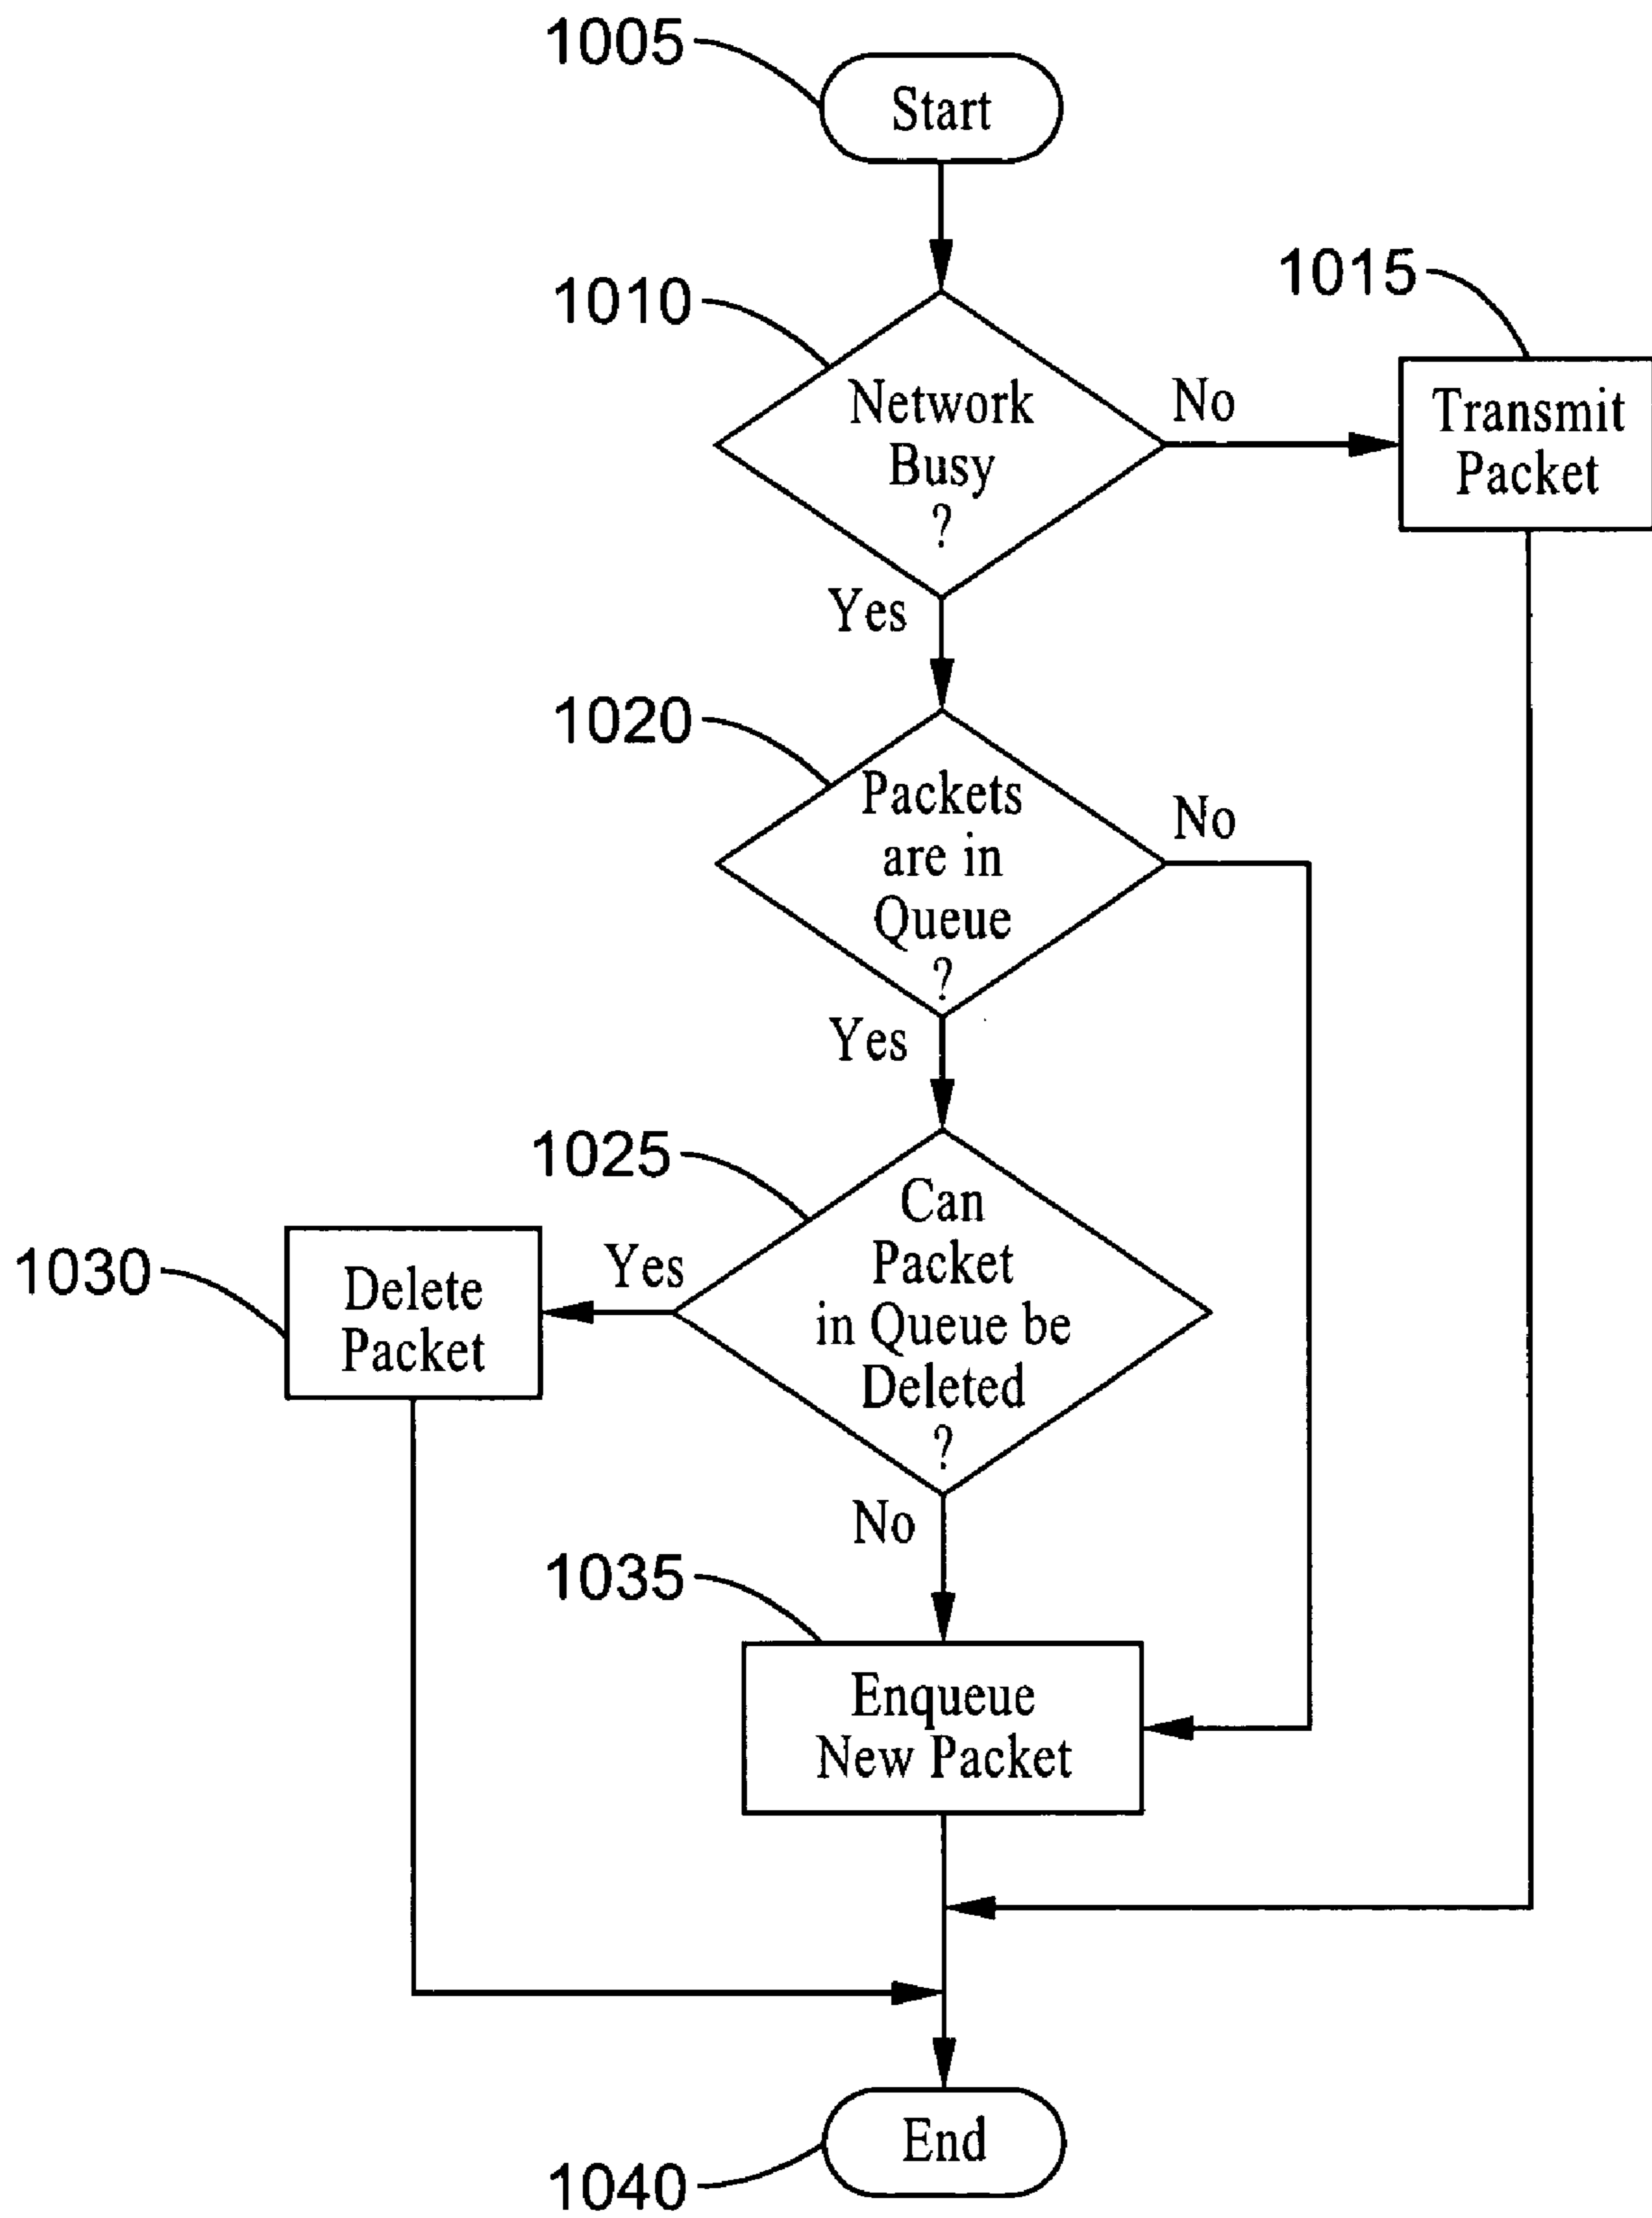 1005
Start
1010
Network
Busy
?
No
1015
Transmit
Packet
Yes
1020
Packets
are in
Queue
?
No
Yes
1025
Can
Packet
in Queue be
Deleted
?
Yes
1030
Delete
Packet
No
1035
Enqueue
New Packet
End
1040